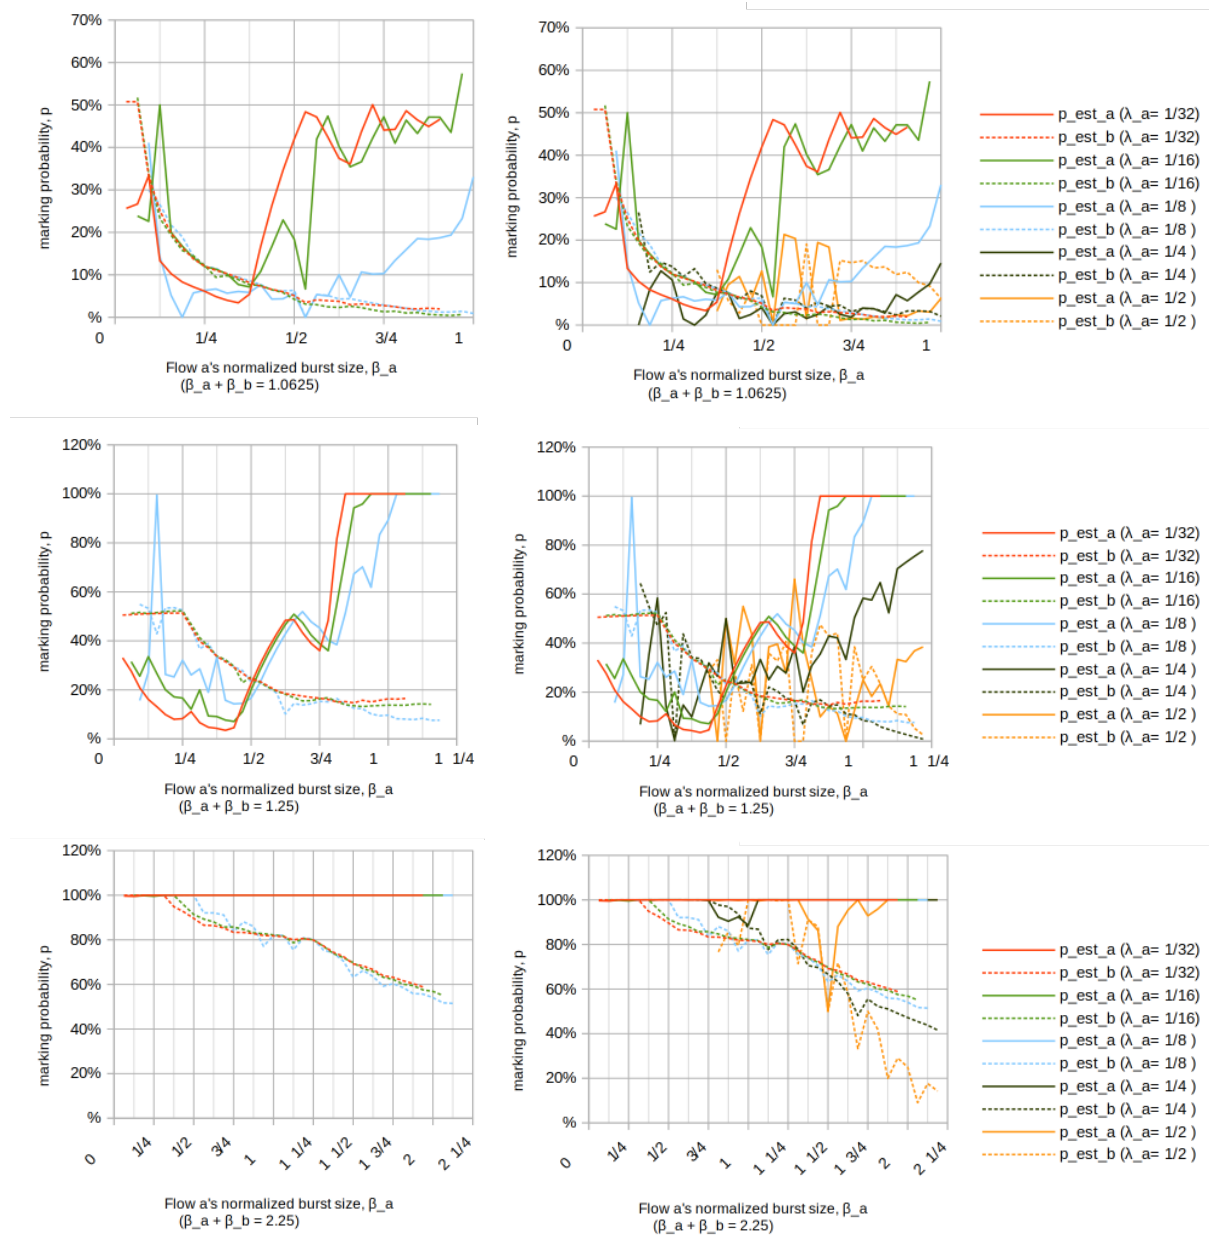 70%
60%
50%
40%
30%
20%
10%
%
0
1/4
1/2
3/4
1
marking probability, p
Flow a's normalized burst size, β_a
(β_a + β_b = 1.0625)
70%
60%
50%
40%
30%
20%
10%
%
0
1/4
1/2
3/4
1
marking probability, p
Flow a's normalized burst size, β_a
(β_a + β_b = 1.0625)
p_est_a (λ_a= 1/32)
p_est_b (λ_a= 1/32)
p_est_a (λ_a= 1/16)
p_est_b (λ_a= 1/16)
p_est_a (λ_a= 1/8 )
p_est_b (λ_a= 1/8 )
p_est_a (λ_a= 1/4 )
p_est_b (λ_a= 1/4 )
p_est_a (λ_a= 1/2 )
p_est_b (λ_a= 1/2 )
120%
100%
80%
60%
40%
20%
%
0
1/4
1/2
3/4
1
1 1/4
marking probability, p
Flow a's normalized burst size, β_a
(β_a + β_b = 1.25)
120%
100%
80%
60%
40%
20%
%
0
1/4
1/2
3/4
1
1 1/4
marking probability, p
Flow a's normalized burst size, β_a
(β_a + β_b = 1.25)
p_est_a (λ_a= 1/32)
p_est_b (λ_a= 1/32)
p_est_a (λ_a= 1/16)
p_est_b (λ_a= 1/16)
p_est_a (λ_a= 1/8 )
p_est_b (λ_a= 1/8 )
p_est_a (λ_a= 1/4 )
p_est_b (λ_a= 1/4 )
p_est_a (λ_a= 1/2 )
p_est_b (λ_a= 1/2 )
120%
100%
80%
60%
40%
20%
%
0
1/4
1/2
3/4
1
1 1/4
1 1/2
1 3/4
2
2 1/4
marking probability, p
Flow a's normalized burst size, β_a
(β_a + β_b = 2.25)
120%
100%
80%
60%
40%
20%
%
0
1/4
1/2
3/4
1
1 1/4
1 1/2
1 3/4
2
2 1/4
marking probability, p
Flow a's normalized burst size, β_a
(β_a + β_b = 2.25)
p_est_a (λ_a= 1/32)
p_est_b (λ_a= 1/32)
p_est_a (λ_a= 1/16)
p_est_b (λ_a= 1/16)
p_est_a (λ_a= 1/8 )
p_est_b (λ_a= 1/8 )
p_est_a (λ_a= 1/4 )
p_est_b (λ_a= 1/4 )
p_est_a (λ_a= 1/2 )
p_est_b (λ_a= 1/2 )